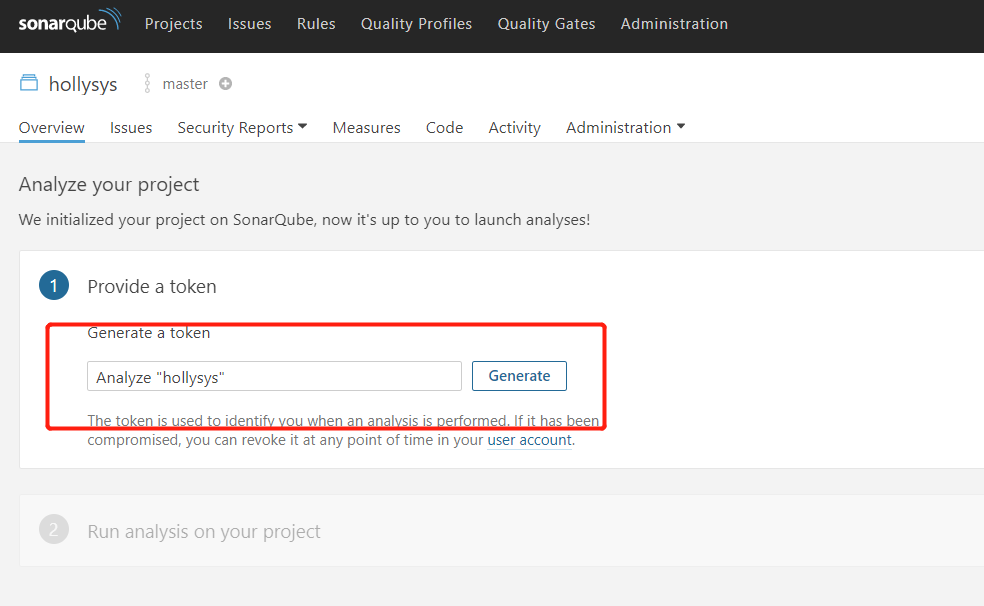 sonarqube Projects Issues Rules Quality Profiles Quality Gates Administration
hollysys master
Overview Issues Security Reports Measures Code Activity Administration
Analyze your project
We initialized your project on SonarQube, now it's up to you to launch analyses!
1 Provide a token
Generate a token
Analyze "hollysys" Generate
The token is used to identify you when an analysis is performed. If it has been
compromised, you can revoke it at any point of time in your user account.
2 Run analysis on your project